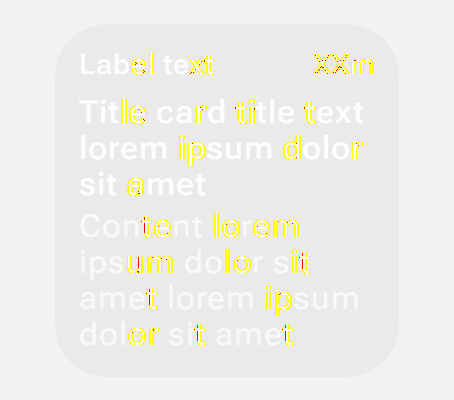 Label text XXm
Title card title text
lorem ipsum dolor
sit amet
Content lorem
ipsum dolor sit
amet lorem ipsum
dolor sit amet